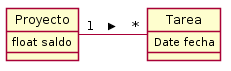 Proyecto
float saldo
1 ▶ *
Tarea
Date fecha